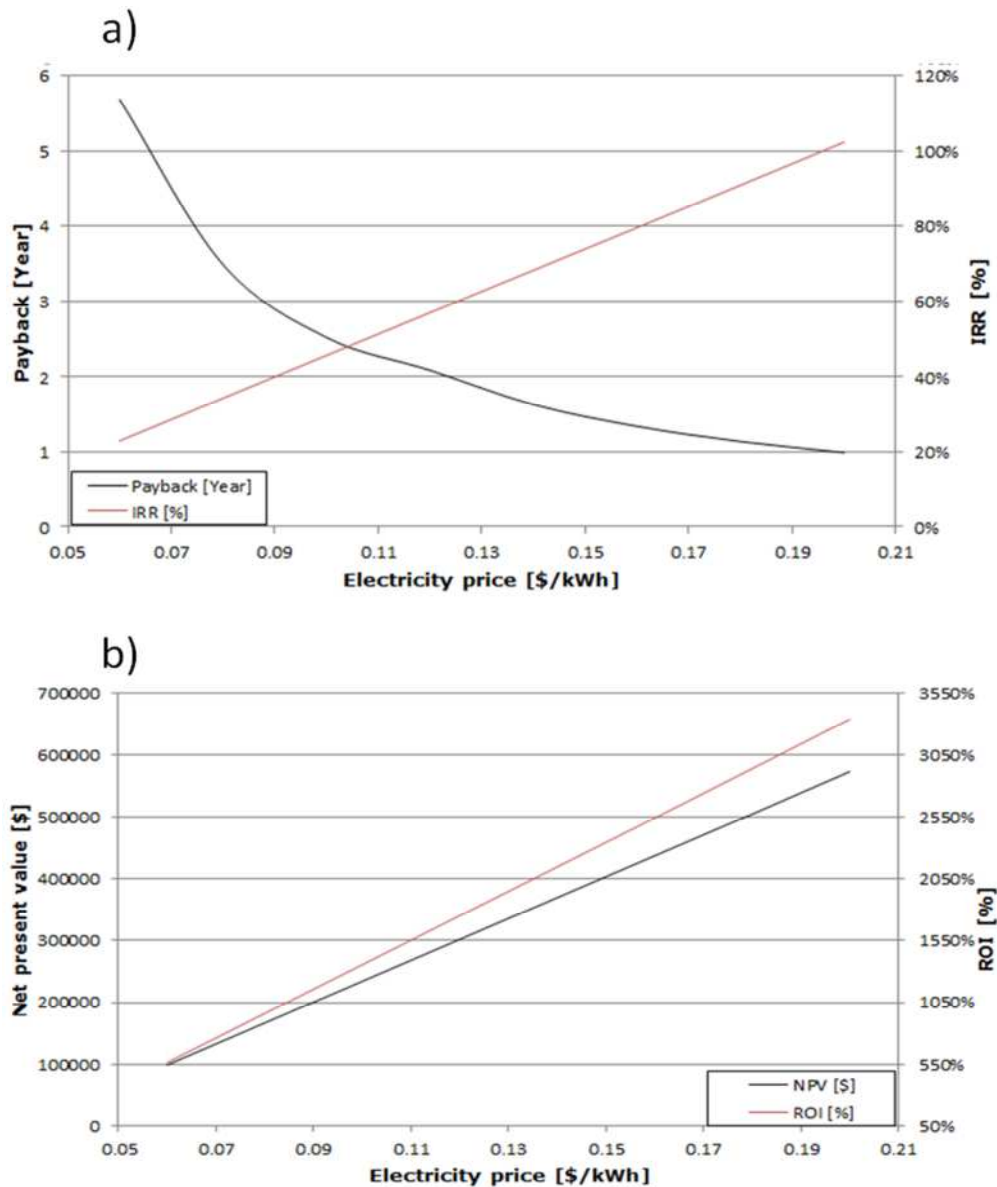 a)
6
5
4
3
2
1
0
Payback [Year]
120%
100%
80%
60%
40%
20%
0%
IRR [%]
Payback [Year]
IRR [%]
0.05 0.07 0.09 0.11 0.13 0.15 0.17 0.19 0.21
Electricity price [$/kWh]
b)
700000
600000
500000
400000
300000
200000
100000
0
Net present value [$]
3550%
3050%
2550%
2050%
1550%
1050%
550%
50%
ROI [%]
NPV [$]
ROI [%]
0.05 0.07 0.09 0.11 0.13 0.15 0.17 0.19 0.21
Electricity price [$/kWh]